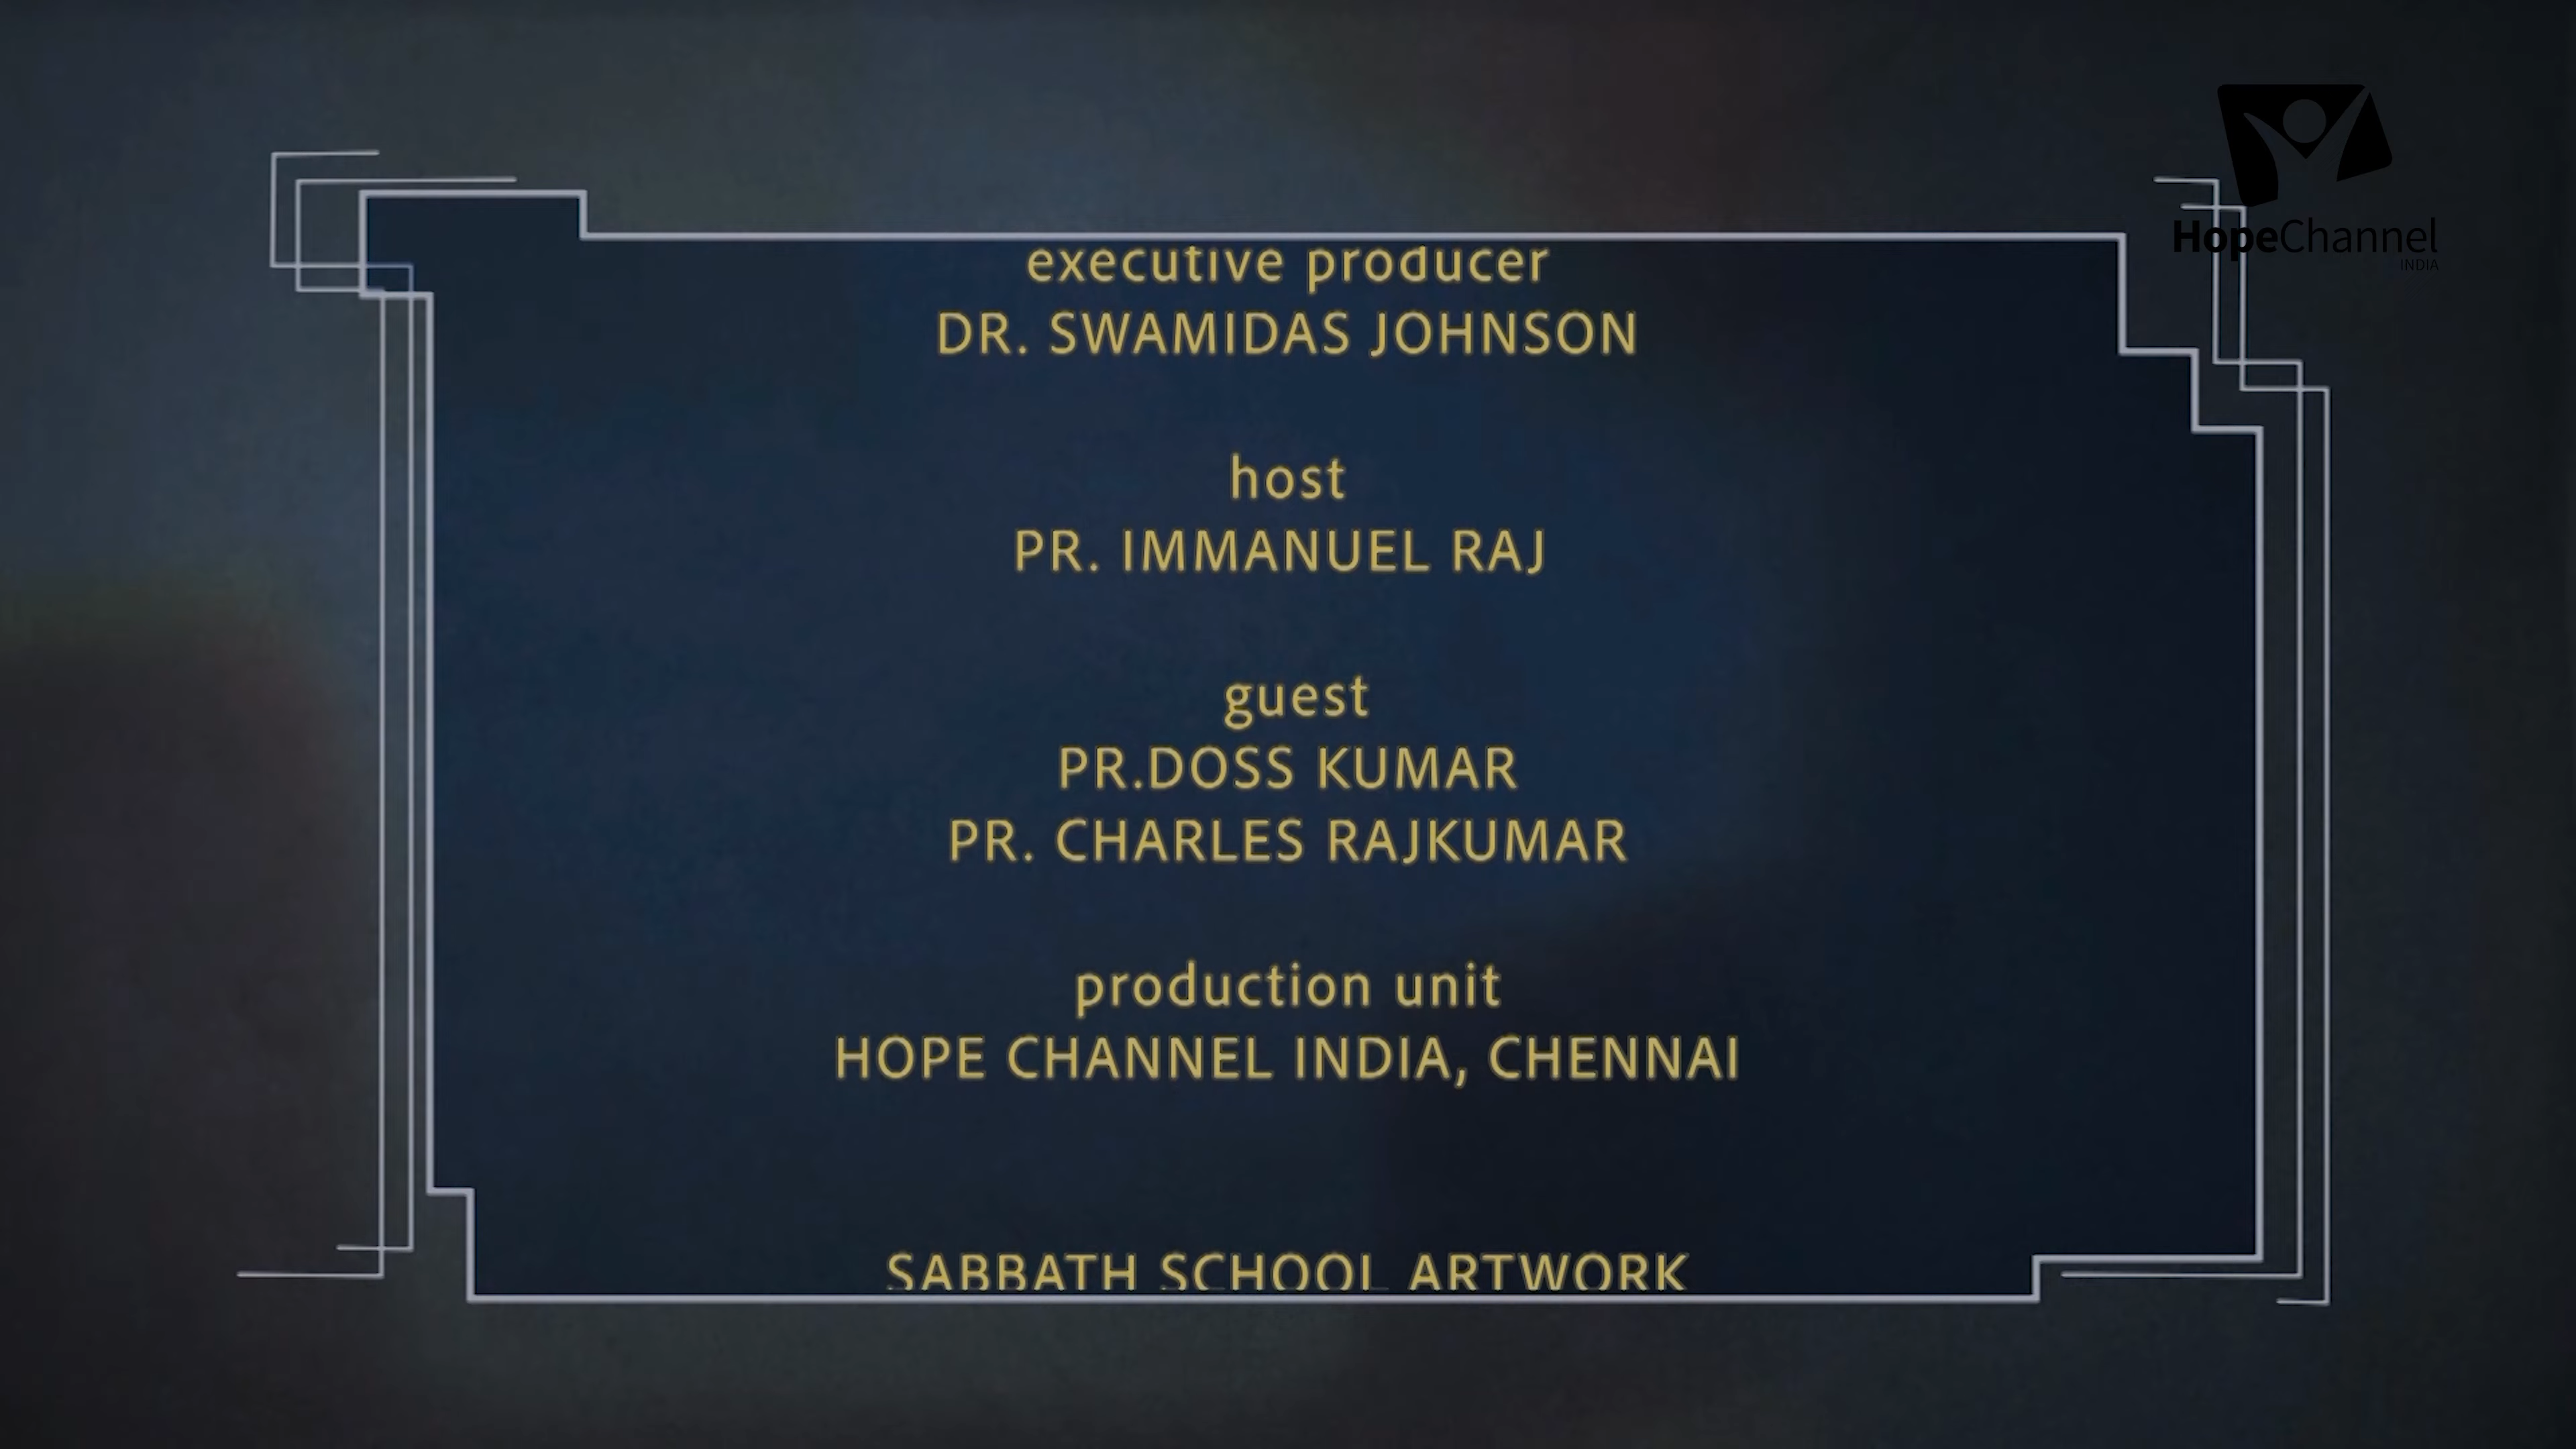 HopeChannel
INDIA
executive producer
DR. SWAMIDAS JOHNSON
host
PR. IMMANUEL RAJ
guest
PR.DOSS KUMAR
PR. CHARLES RAJKUMAR
production unit
HOPE CHANNEL INDIA, CHENNAI
SABBATH SCHOOL ARTWORK